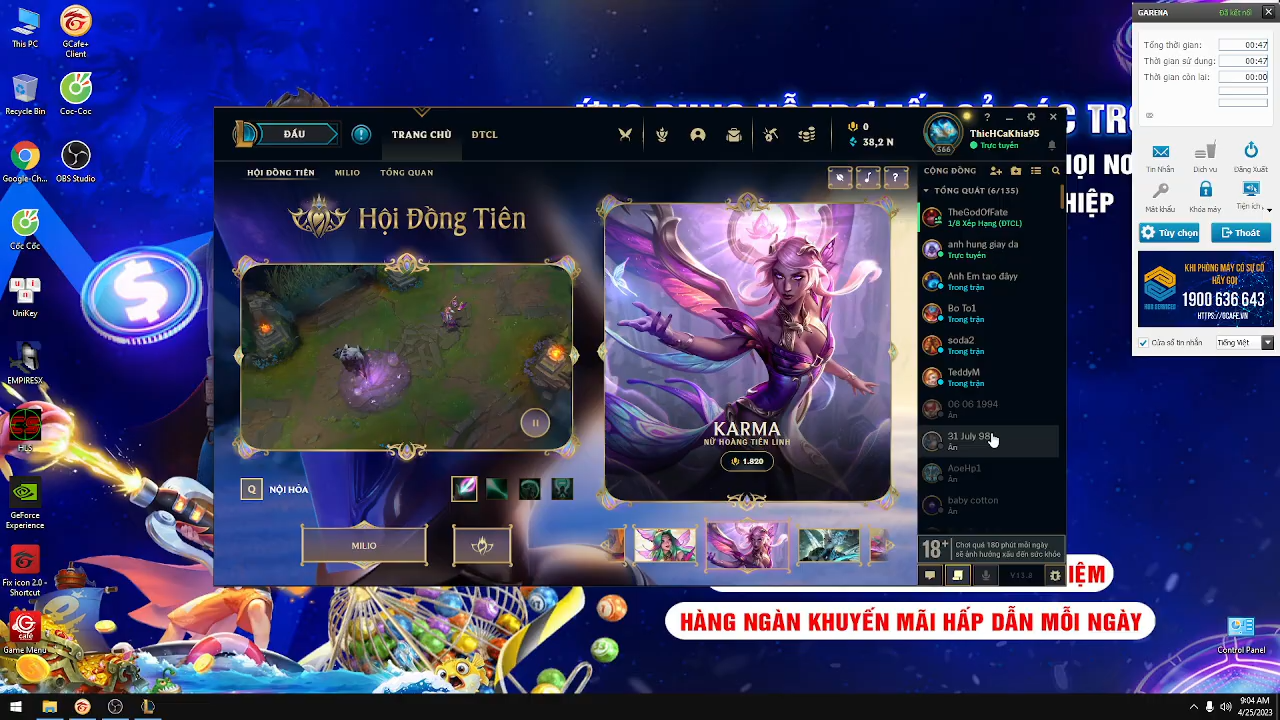 This PC
GCafe+
Client
Recycle Bin
Coc-Coc
Google Ch...
OBS Studio
Cốc Cốc
UniKey
EMPIRESX
GeForce
Experience
Fix icon 2.0 -
Shortcut
Game Menu
Control Panel
HÀNG NGÀN KHUYẾN MÃI HẤP DẪN MỖI NGÀY
ĐẤU
TRANG CHỦ
ĐTCL
0
38,2 N
366
ThicHCaKhia95
Trực tuyến
HỘI ĐỒNG TIÊN
MILIO
TỔNG QUAN
Hội Đồng Tiên
Q
NỘI HỎA
MILIO
KARMA
NỮ HOÀNG TIÊN LINH
1.820
CỘNG ĐỒNG
TỔNG QUÁT (6/135)
TheGodOfFate
1/8 Xếp Hạng (ĐTCL)
anh hung giay da
Trực tuyến
Anh Em tao đâyy
Trong trận
Bo To1
Trong trận
soda2
Trong trận
TeddyM
Trong trận
06 06 1994
Ẩn
31 July 98
Ẩn
AoeHp1
Ẩn
baby cotton
Ẩn
18+
Chơi quá 180 phút mỗi ngày
sẽ ảnh hưởng xấu đến sức khỏe
V13.8
GARENA
Đã kết nối
Tổng thời gian:
00:47
Thời gian sử dụng:
00:47
Thời gian còn lại:
00:00
Tin Nhắn
Dịch vụ
Đăng Xuất
Mật khẩu
Khóa máy
Tiện ích
Tùy chọn
Thoát
KHI PHÒNG MÁY CÓ SỰ CỐ
HÃY GỌI
1900 636 643
HTTPS://GCAFE.VN
Cửa sổ tin nhắn
Tiếng Việt
9:04 AM
4/25/2023